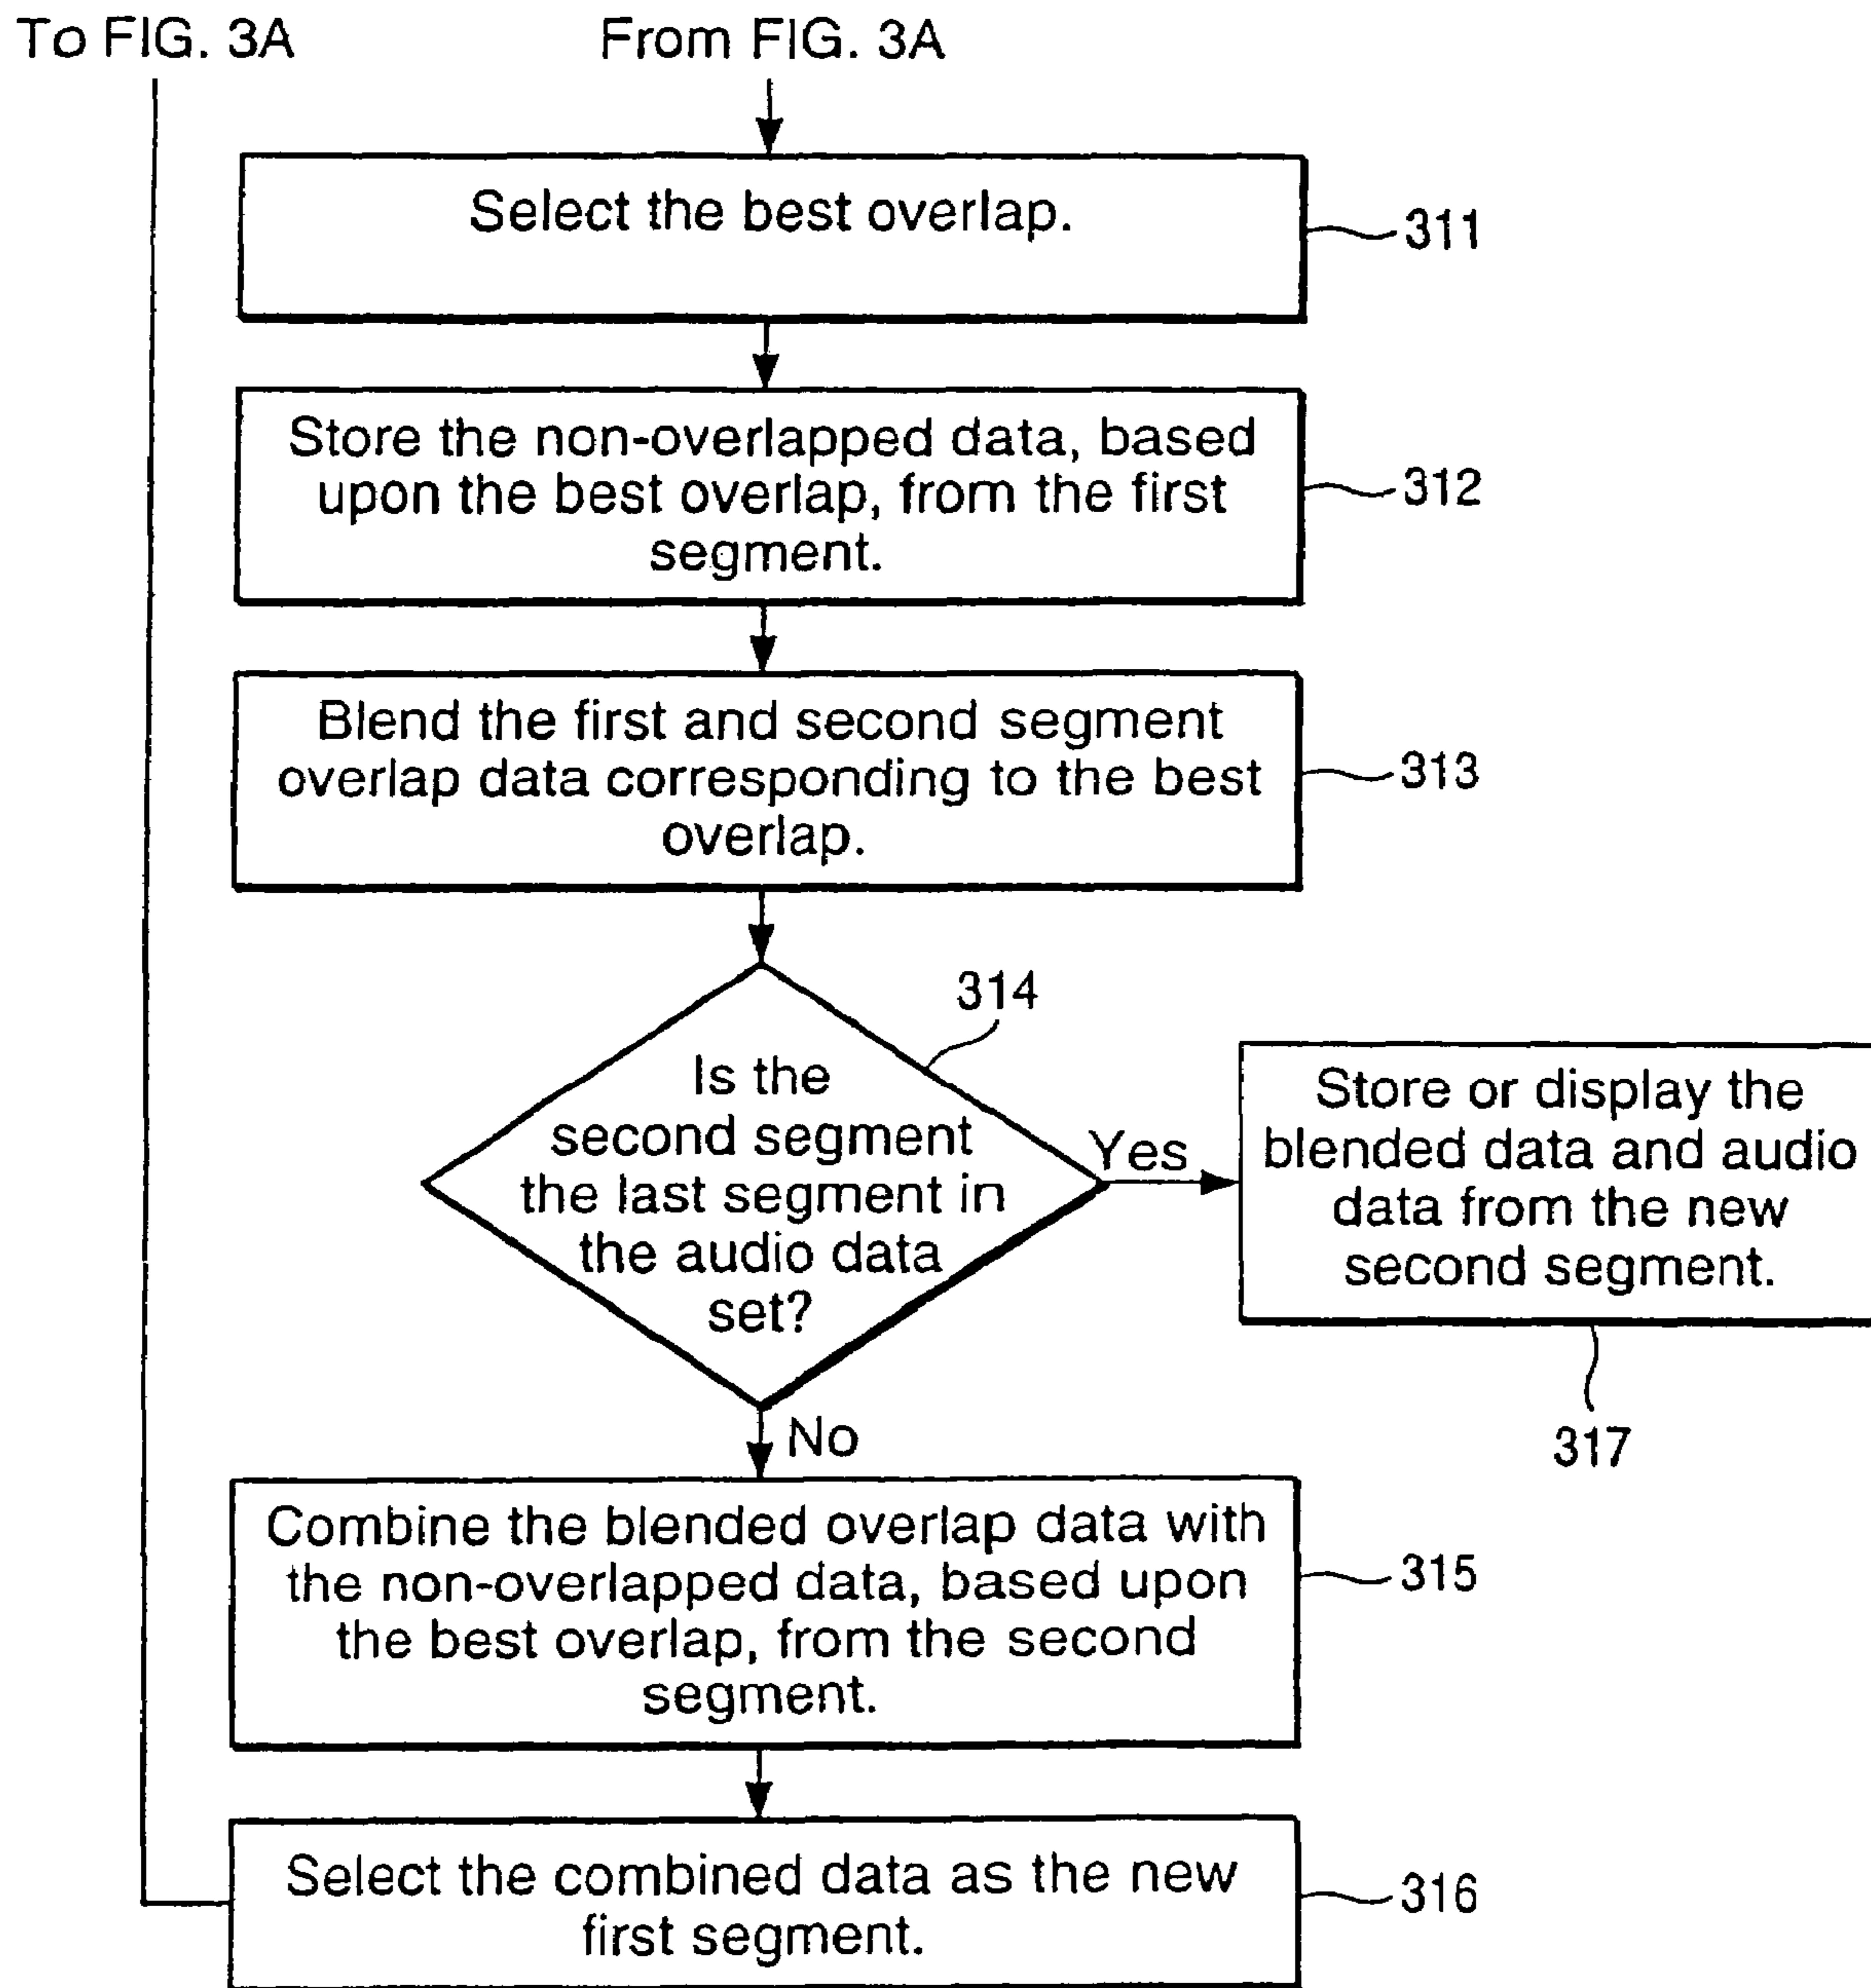 To FIG. 3A
From FIG. 3A
Select the best overlap.
311
Store the non-overlapped data, based
upon the best overlap, from the first
segment.
312
Blend the first and second segment
overlap data corresponding to the best
overlap.
313
314
Is the
second segment
the last segment in
the audio data
set?
Yes
Store or display the
blended data and audio
data from the new
second segment.
317
No
Combine the blended overlap data with
the non-overlapped data, based upon
the best overlap, from the second
segment.
315
Select the combined data as the new
first segment.
316